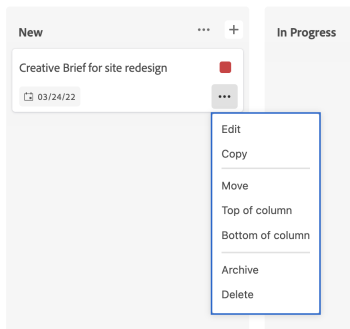 New
In Progress
Creative Brief for site redesign
03/24/22
Edit
Copy
Move
Top of column
Bottom of column
Archive
Delete